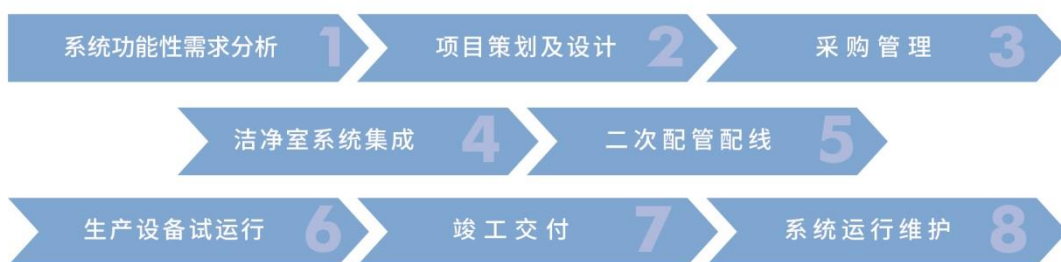 系统功能性需求分析 1 项目策划及设计 2 采购管理 3
洁净室系统集成 4 二次配管配线 5
生产设备试运行 6 竣工交付 7 系统运行维护 8